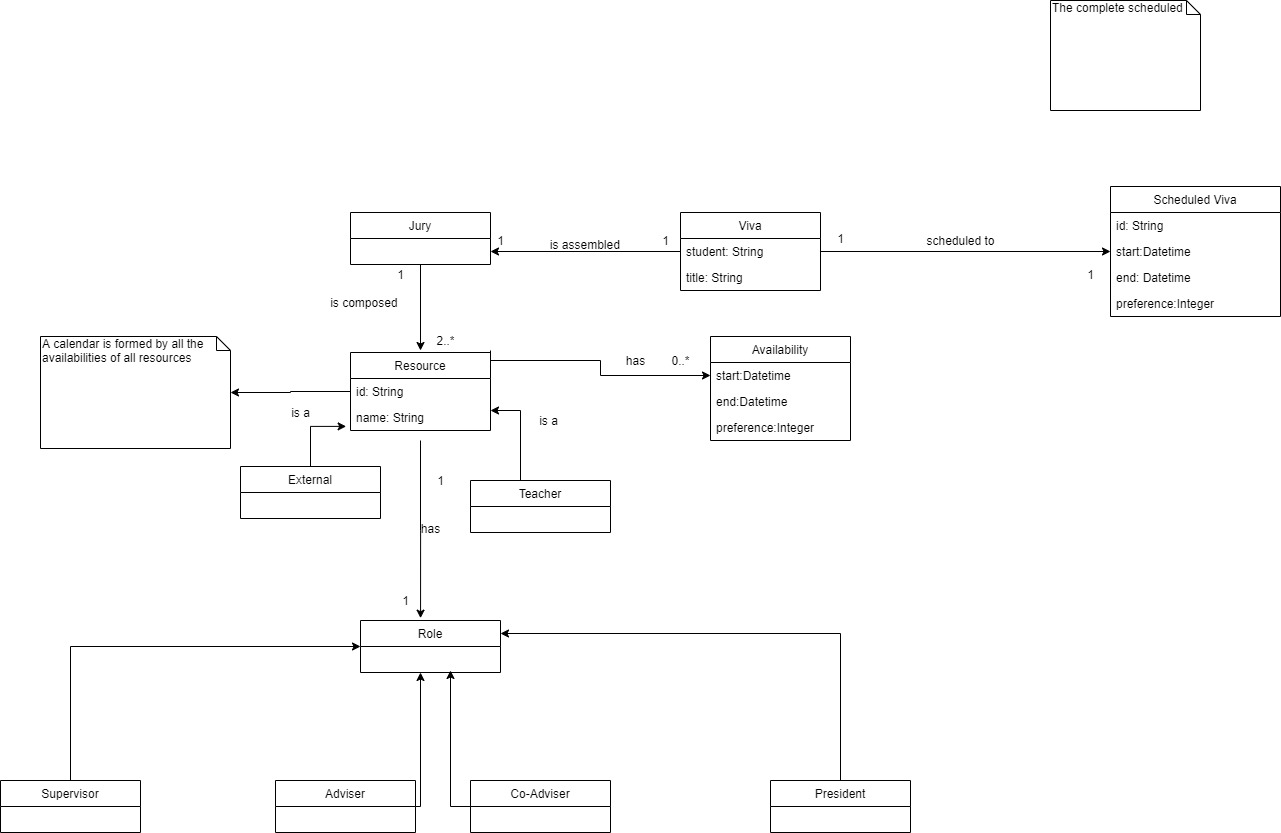 The complete scheduled
Jury
Viva
student: String
title: String
Scheduled Viva
id: String
start:Datetime
end: Datetime
preference:Integer
1
is assembled
1
1
scheduled to
1
1
is composed
2..*
A calendar is formed by all the
availabilities of all resources
Resource
id: String
name: String
has
0..*
Availability
start:Datetime
end:Datetime
preference:Integer
is a
is a
External
Teacher
1
has
1
Role
Supervisor
Adviser
Co-Adviser
President